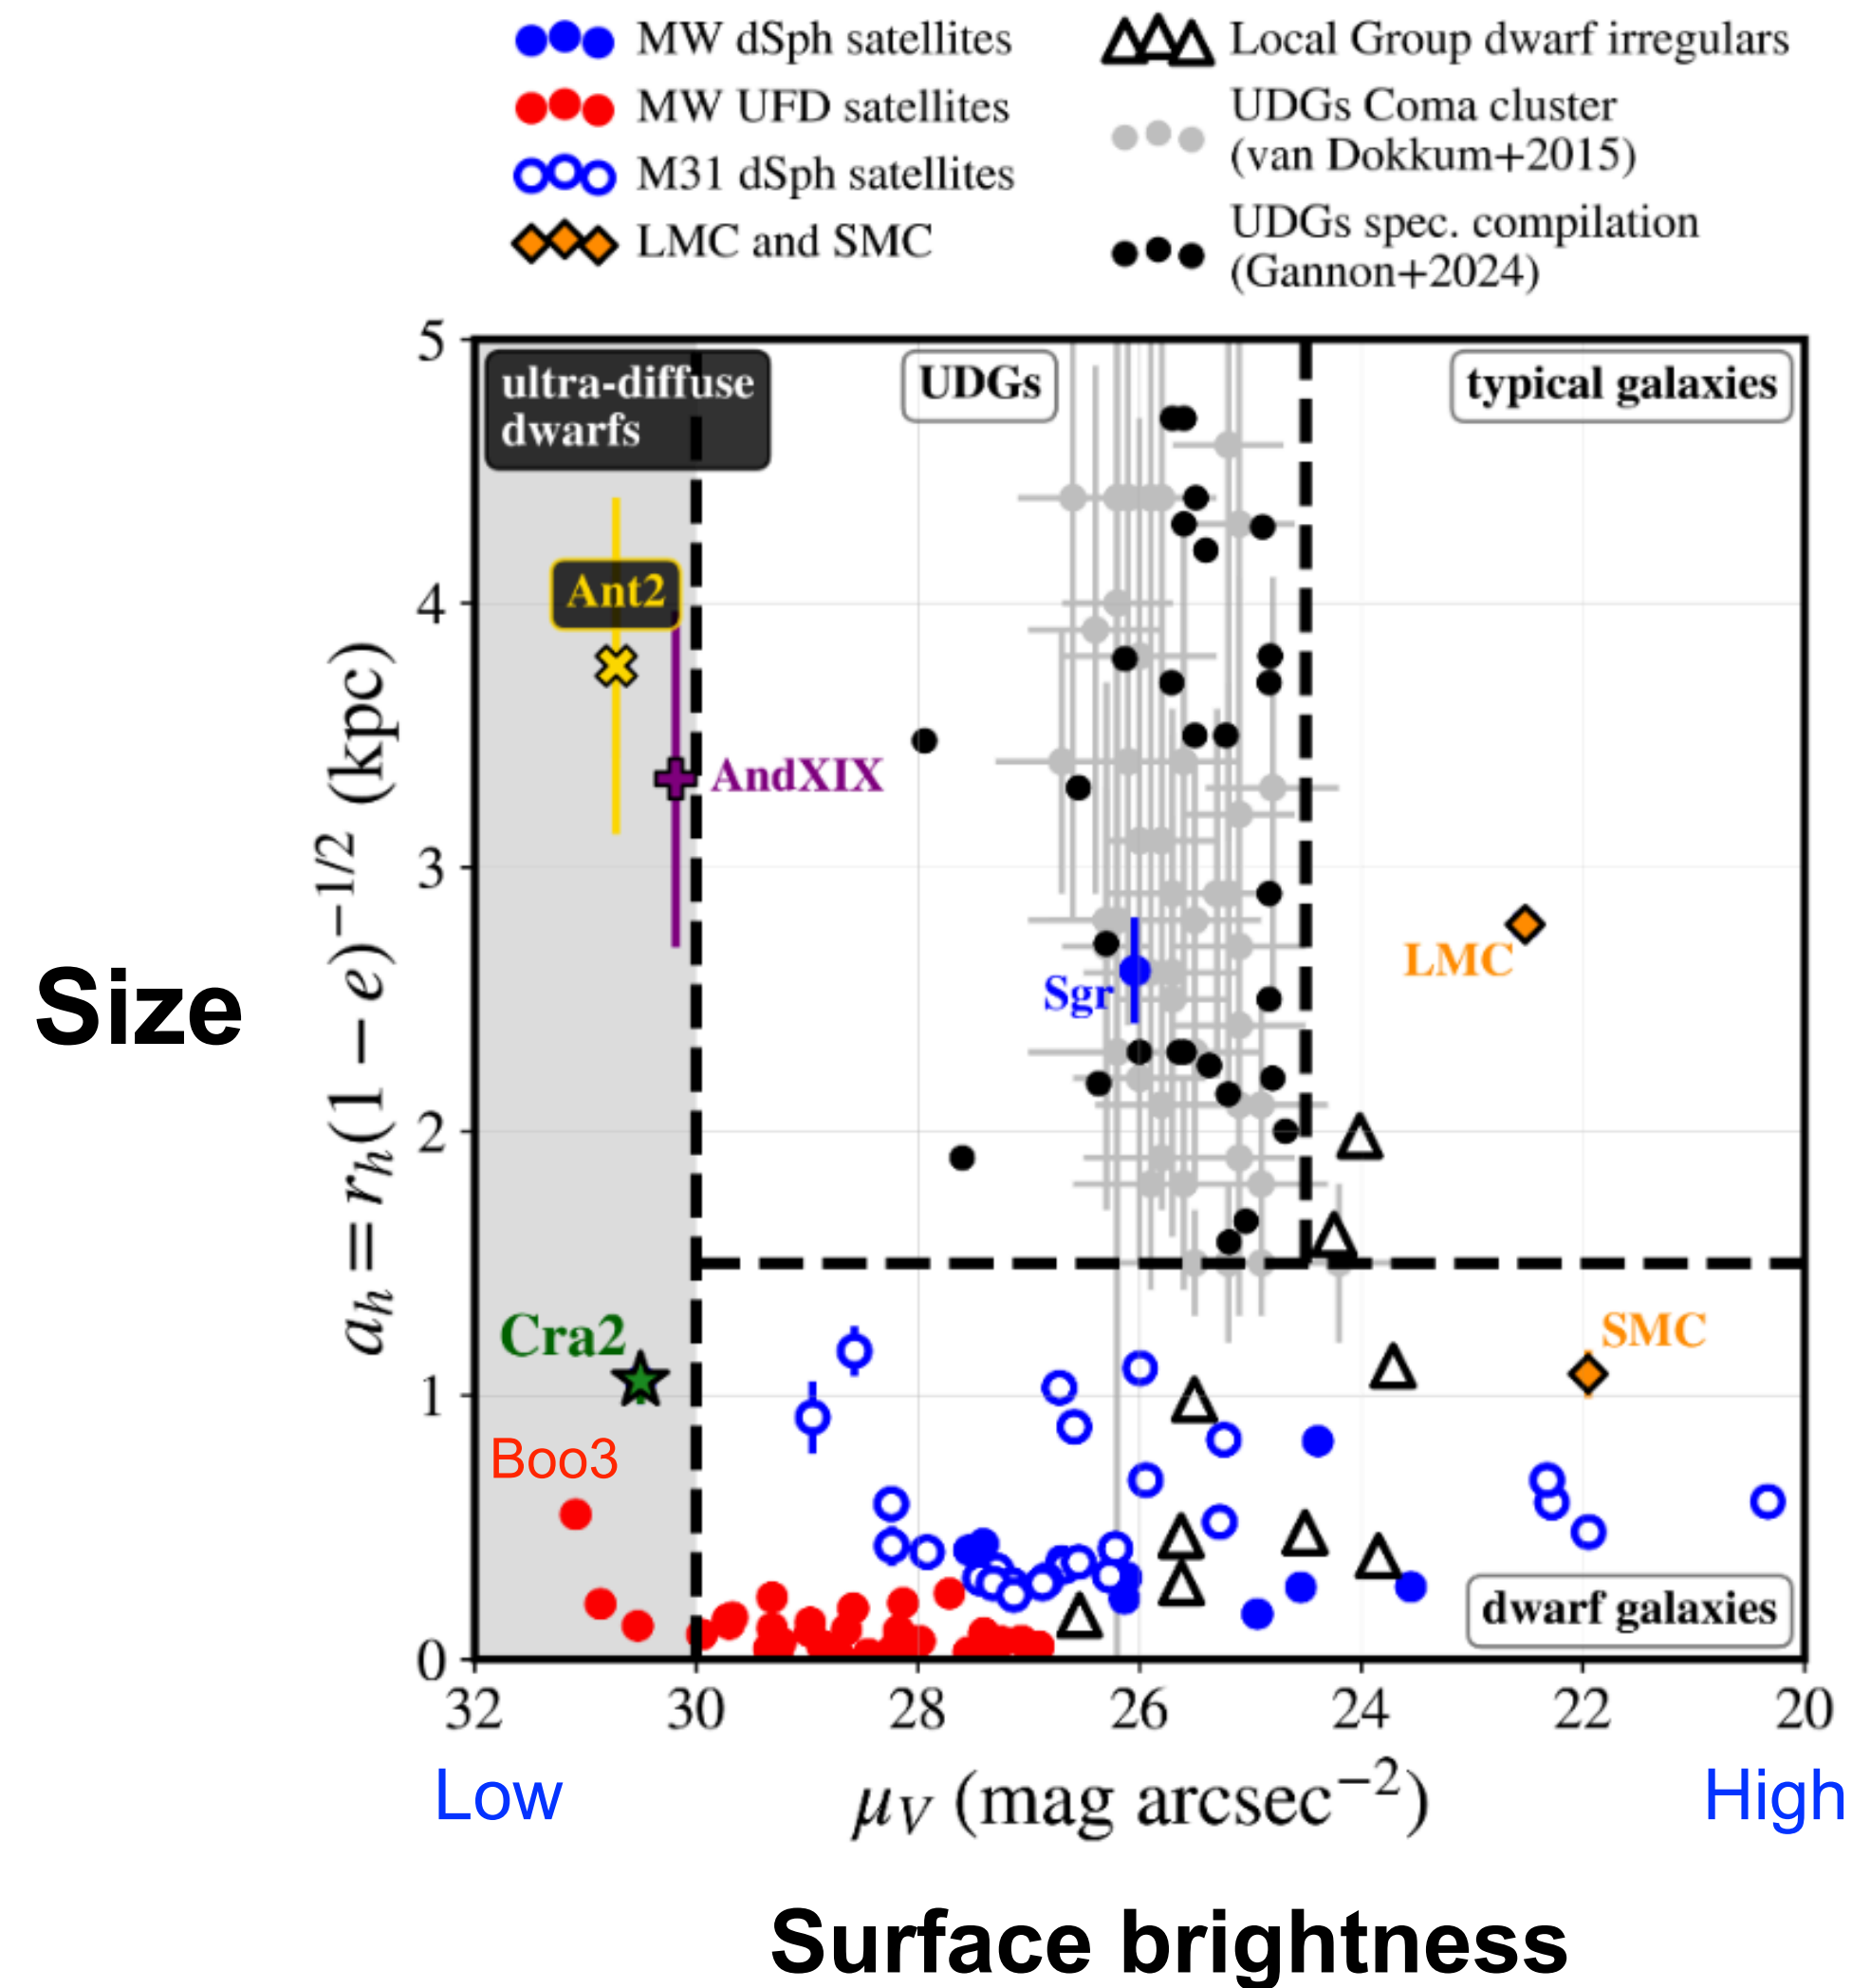 MW dSph satellites
MW UFD satellites
M31 dSph satellites
LMC and SMC
Local Group dwarf irregulars
UDGs Coma cluster
(van Dokkum+2015)
UDGs spec. compilation
(Gannon+2024)
ultra-diffuse
dwarfs
UDGs
typical galaxies
Ant2
AndXIX
Sgr
LMC
Cra2
SMC
Boo3
dwarf galaxies
5
4
3
2
1
0
Size
a_h = r_h(1 − e)^{−1/2} (kpc)
32 30 28 26 24 22 20
Low
μ_V (mag arcsec^{−2})
High
Surface brightness